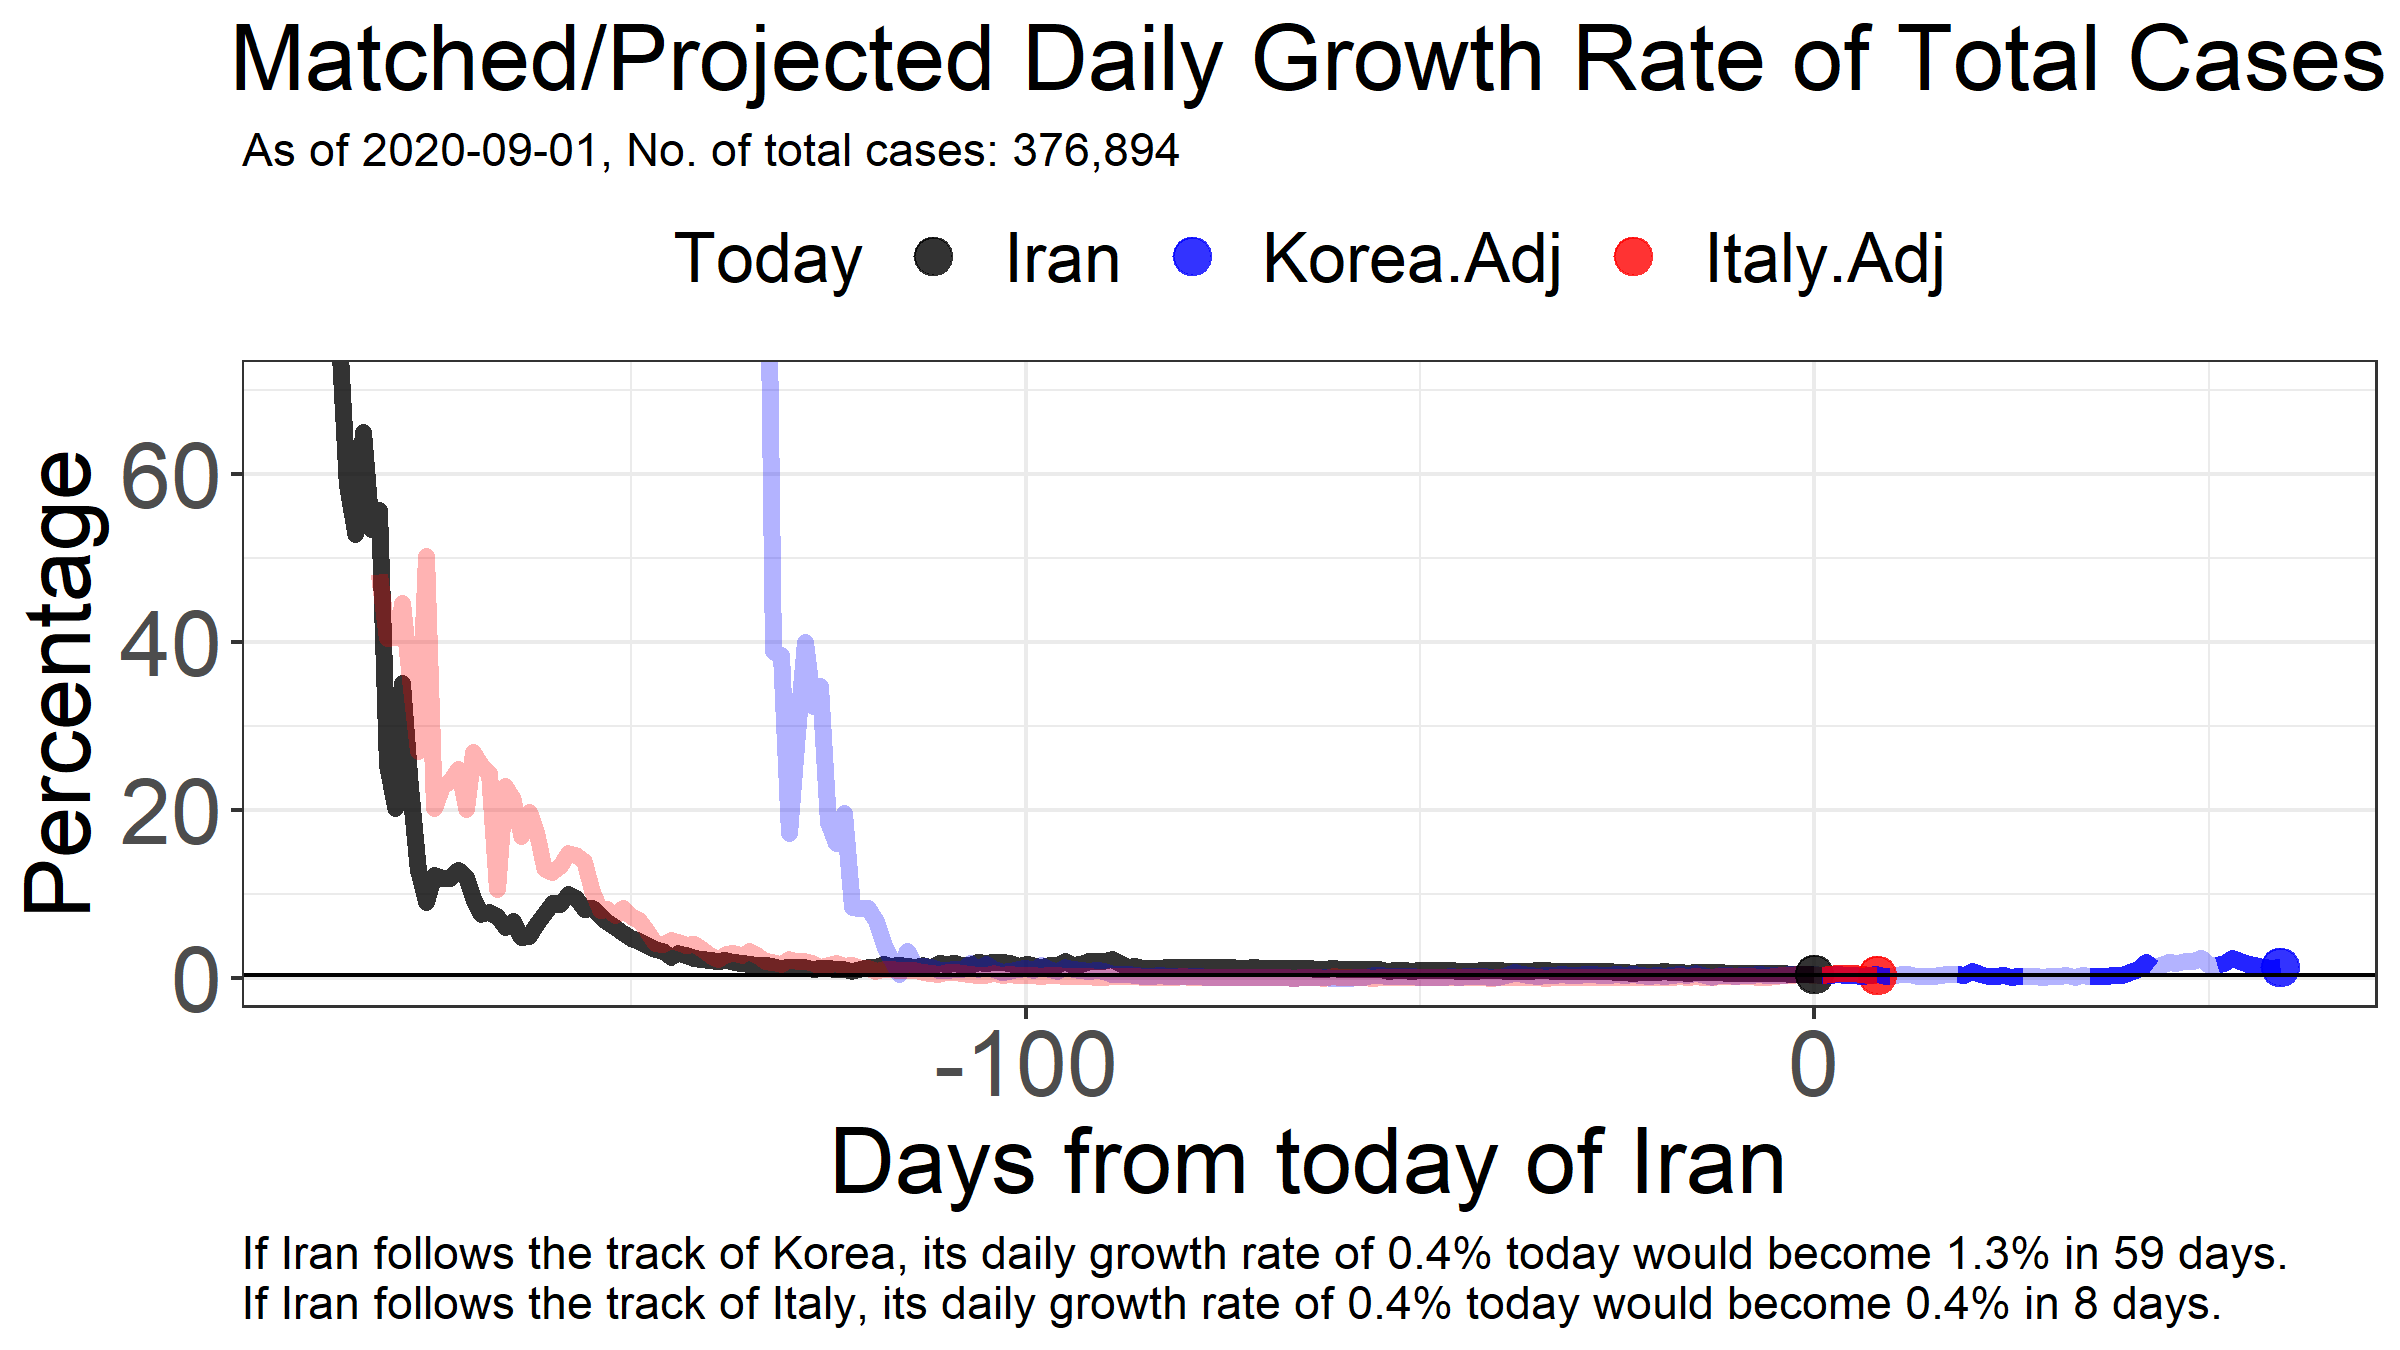 Matched/Projected Daily Growth Rate of Total Cases
As of 2020-09-01, No. of total cases: 376,894
Today Iran Korea.Adj Italy.Adj
Percentage
60
40
20
0
-100 0
Days from today of Iran
If Iran follows the track of Korea, its daily growth rate of 0.4% today would become 1.3% in 59 days.
If Iran follows the track of Italy, its daily growth rate of 0.4% today would become 0.4% in 8 days.